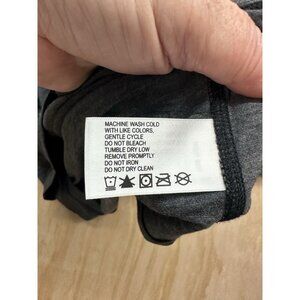 MACHINE WASH COLD
WITH LIKE COLORS,
GENTLE CYCLE
DO NOT BLEACH
TUMBLE DRY LOW
REMOVE PROMPTLY
DO NOT IRON
DO NOT DRY CLEAN